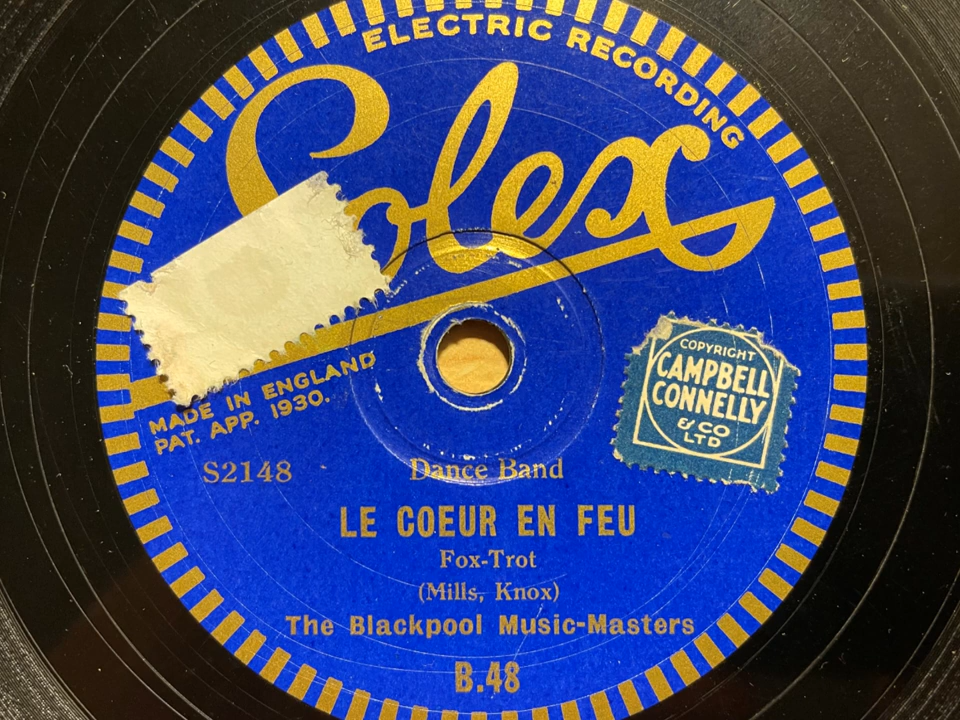 ELECTRIC RECORDING
Solex
MADE IN ENGLAND
PAT. APP. 1930.
COPYRIGHT
CAMPBELL
CONNELLY
& CO
LTD
S2148
Dance Band
LE COEUR EN FEU
Fox-Trot
(Mills, Knox)
The Blackpool Music-Masters
B.48